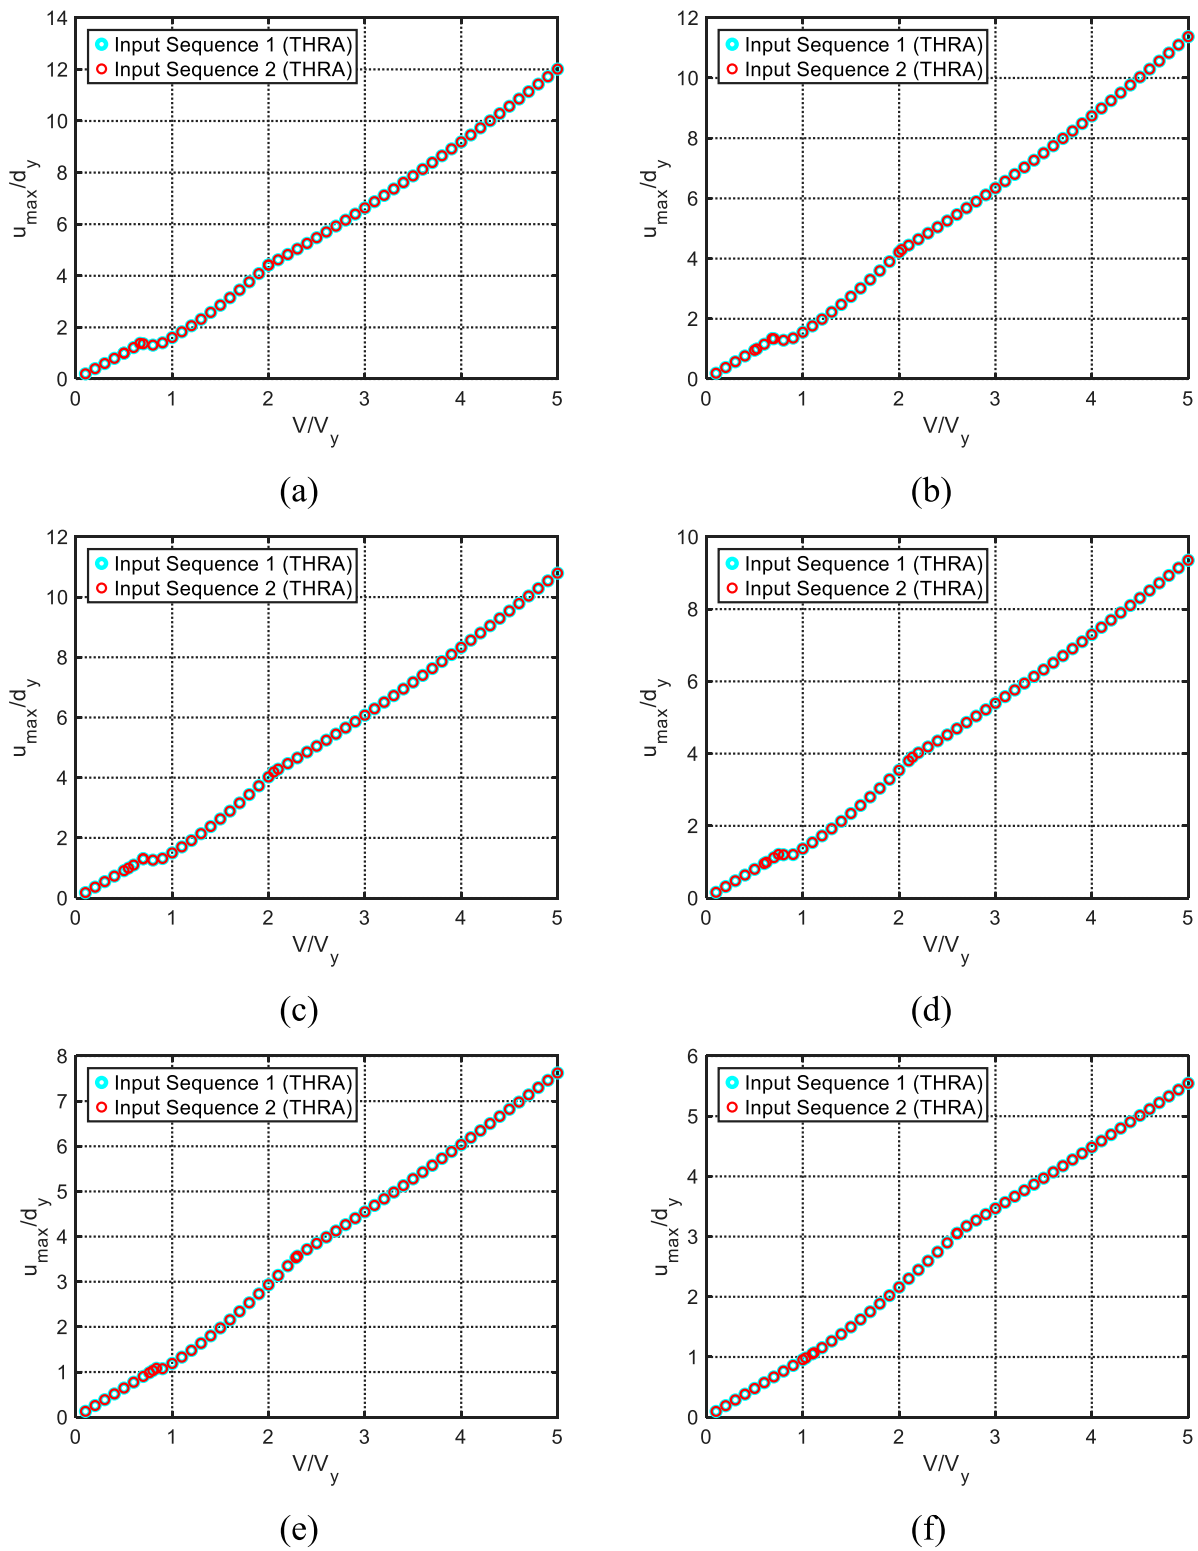 14
12
10
8
6
4
2
0
u_max/d_y
Input Sequence 1 (THRA)
Input Sequence 2 (THRA)
0 1 2 3 4 5
V/V_y
(a)
12
10
8
6
4
2
0
u_max/d_y
Input Sequence 1 (THRA)
Input Sequence 2 (THRA)
0 1 2 3 4 5
V/V_y
(b)
12
10
8
6
4
2
0
u_max/d_y
Input Sequence 1 (THRA)
Input Sequence 2 (THRA)
0 1 2 3 4 5
V/V_y
(c)
10
8
6
4
2
0
u_max/d_y
Input Sequence 1 (THRA)
Input Sequence 2 (THRA)
0 1 2 3 4 5
V/V_y
(d)
8
7
6
5
4
3
2
1
0
u_max/d_y
Input Sequence 1 (THRA)
Input Sequence 2 (THRA)
0 1 2 3 4 5
V/V_y
(e)
6
5
4
3
2
1
0
u_max/d_y
Input Sequence 1 (THRA)
Input Sequence 2 (THRA)
0 1 2 3 4 5
V/V_y
(f)